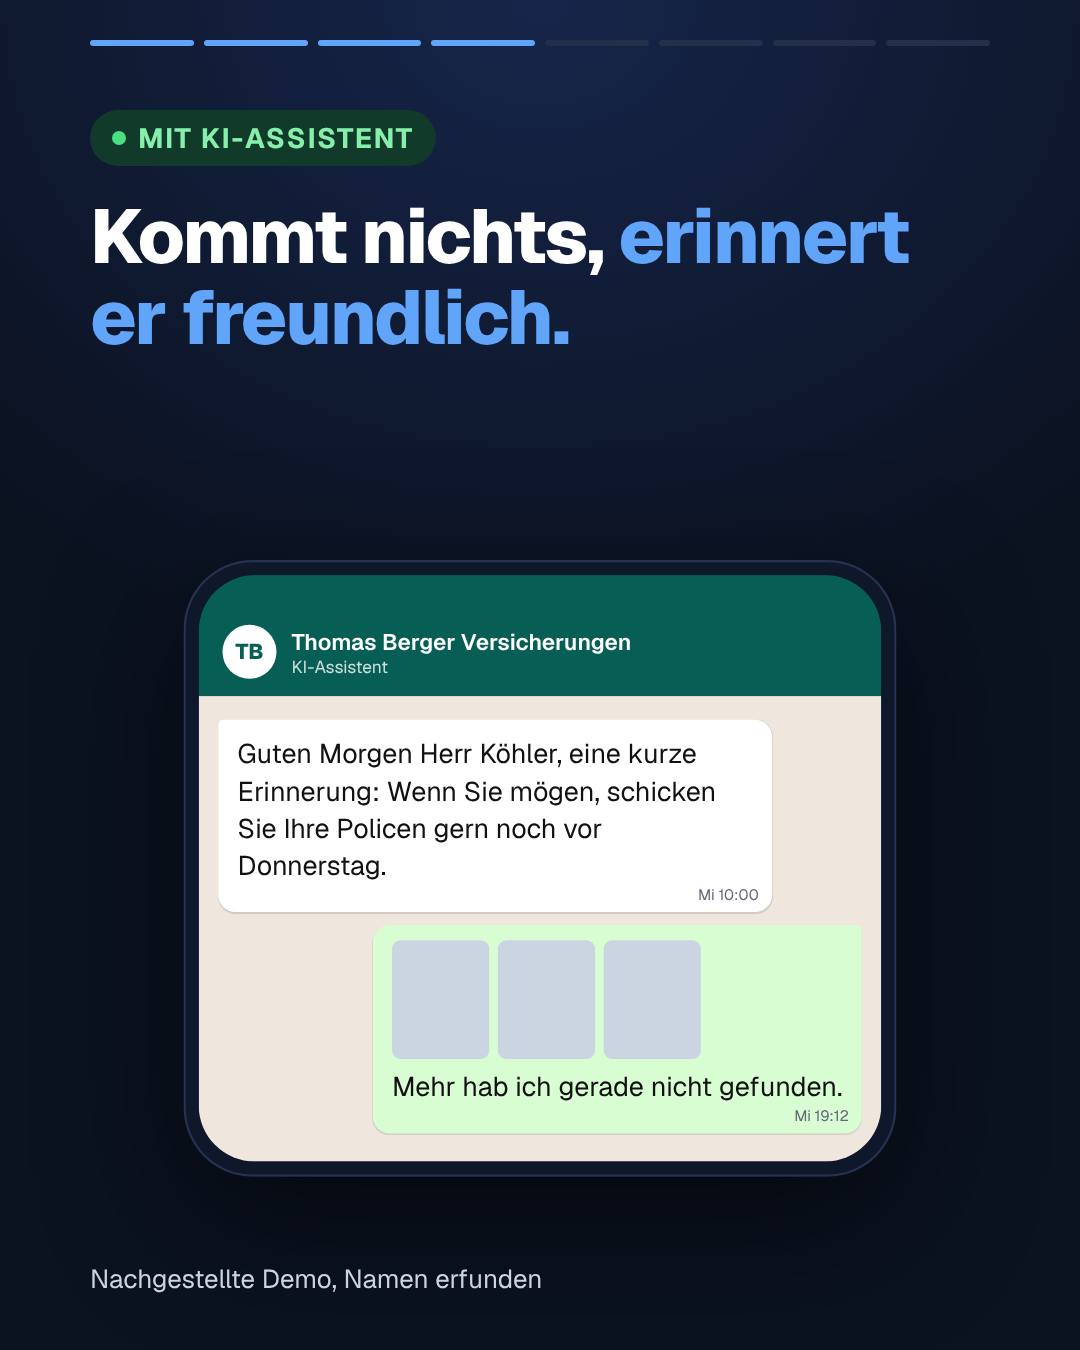 MIT KI-ASSISTENT
Kommt nichts, erinnert
er freundlich.
TB
Thomas Berger Versicherungen
KI-Assistent
Guten Morgen Herr Köhler, eine kurze
Erinnerung: Wenn Sie mögen, schicken
Sie Ihre Policen gern noch vor
Donnerstag.
Mi 10:00
Mehr hab ich gerade nicht gefunden.
Mi 19:12
Nachgestellte Demo, Namen erfunden